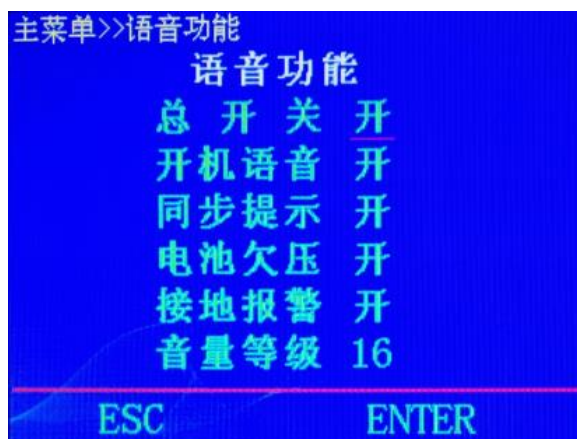 主菜单>>语音功能
语音功能
总开关 开
开机语音 开
同步提示 开
电池欠压 开
接地报警 开
音量等级 16
ESC ENTER